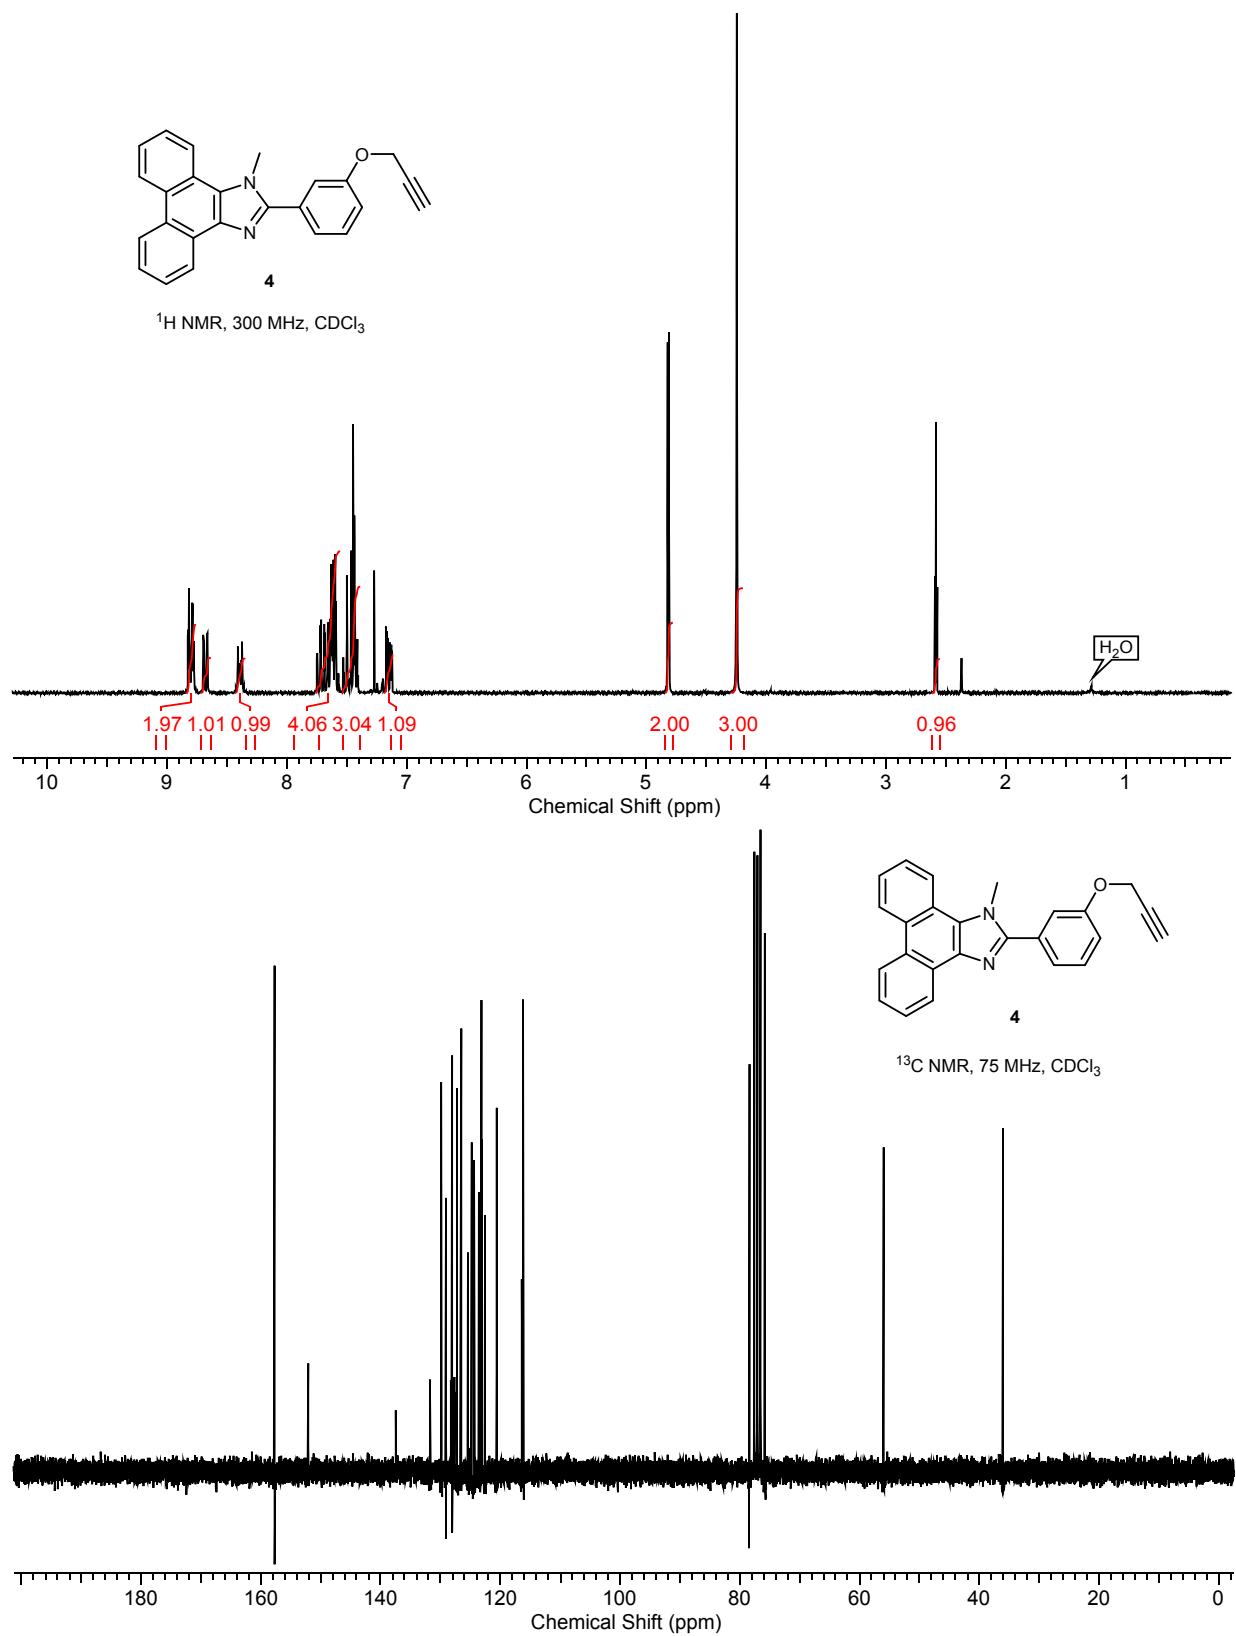 O
N
N
4
¹H NMR, 300 MHz, CDCl₃
H₂O
1.97 1.01 0.99 4.06 3.04 1.09 2.00 3.00 0.96
10 9 8 7 6 5 4 3 2 1
Chemical Shift (ppm)
O
N
N
4
¹³C NMR, 75 MHz, CDCl₃
180 160 140 120 100 80 60 40 20 0
Chemical Shift (ppm)